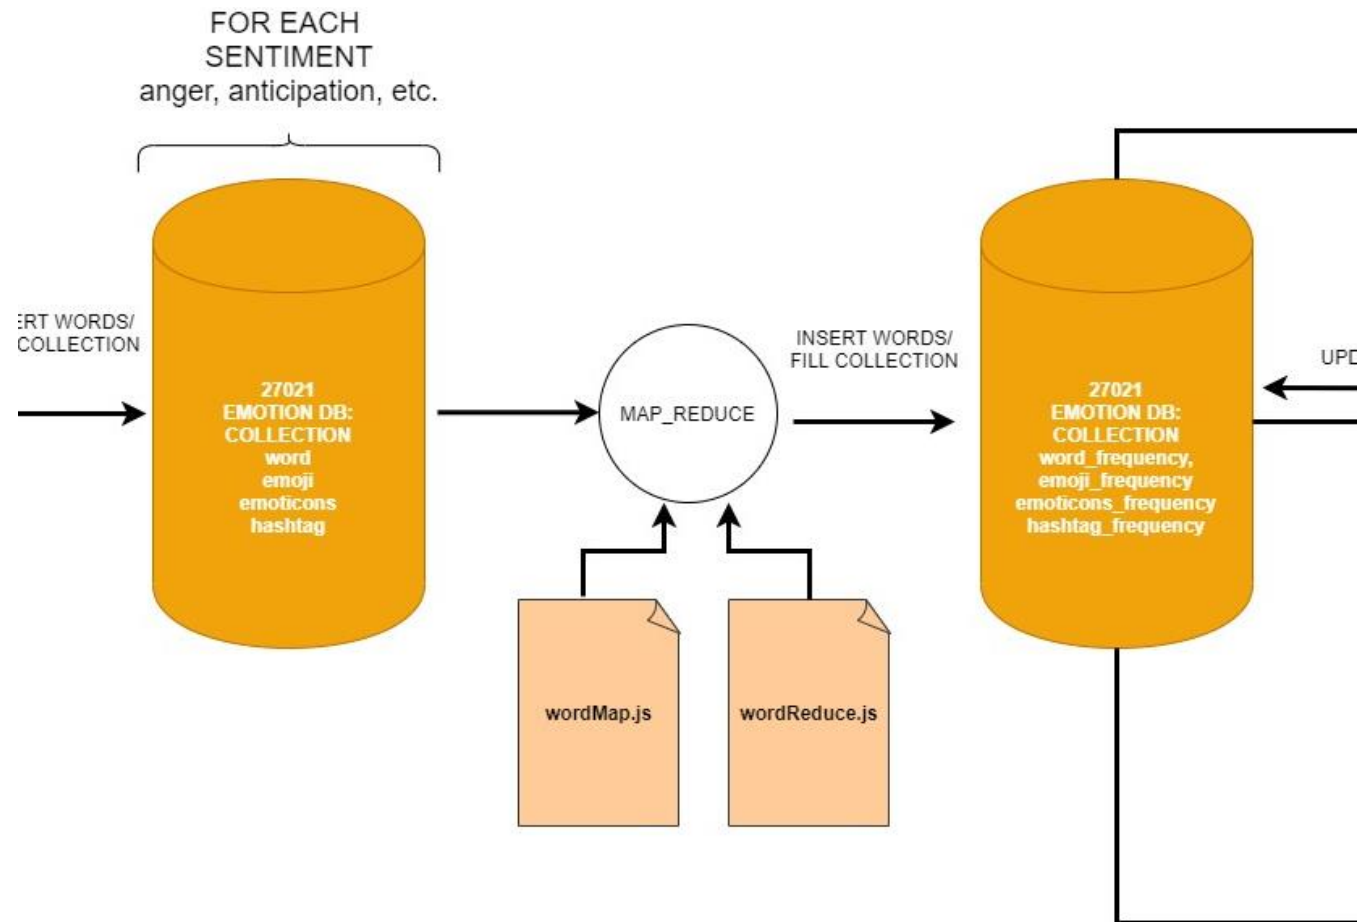 FOR EACH
SENTIMENT
anger, anticipation, etc.
WORDS/
COLLECTION
27021
EMOTION DB:
COLLECTION
word
emoji
emoticons
hashtag
MAP_REDUCE
wordMap.js
wordReduce.js
INSERT WORDS/
FILL COLLECTION
27021
EMOTION DB:
COLLECTION
word_frequency,
emoji_frequency
emoticons_frequency
hashtag_frequency